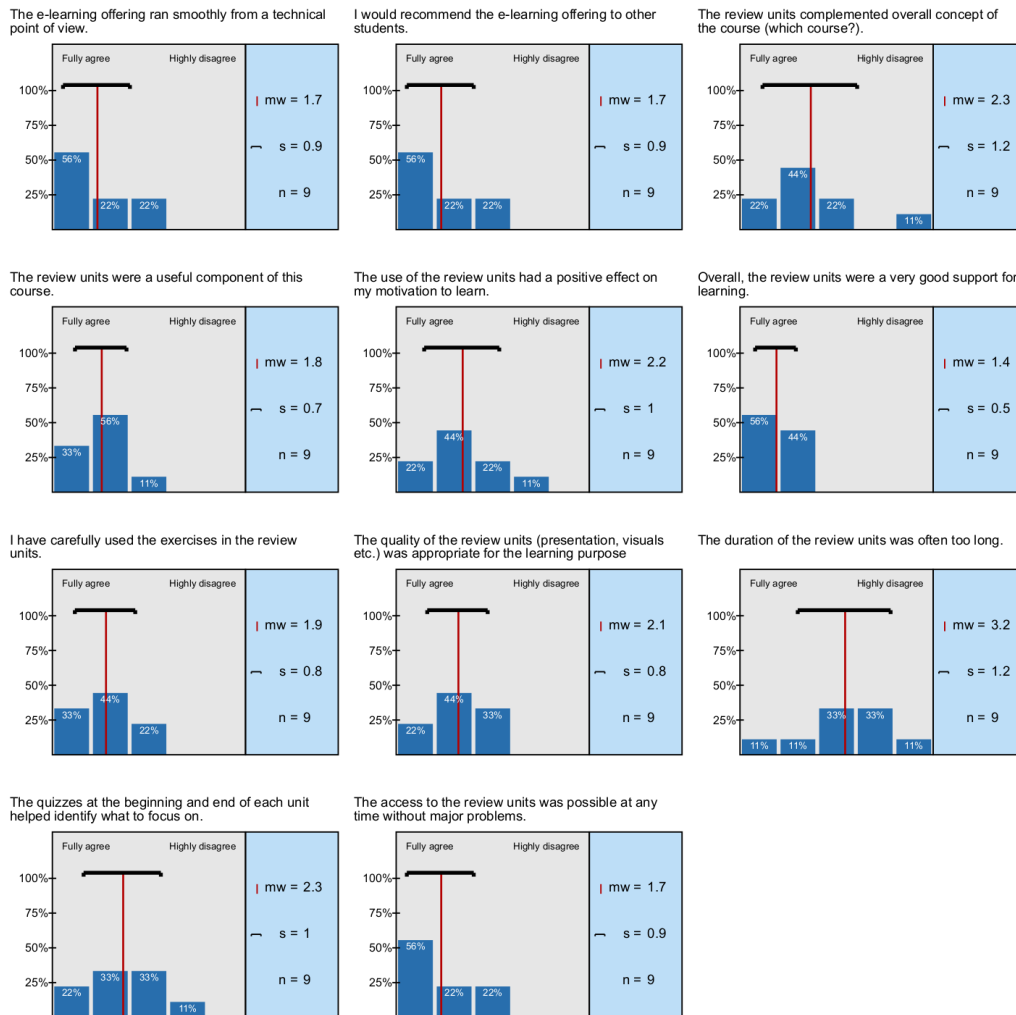 The e-learning offering ran smoothly from a technical
point of view.
Fully agree Highly disagree
100%
75%
50%
25%
56%
22%
22%
mw = 1.7
s = 0.9
n = 9
I would recommend the e-learning offering to other
students.
Fully agree Highly disagree
100%
75%
50%
25%
56%
22%
22%
mw = 1.7
s = 0.9
n = 9
The review units complemented overall concept of
the course (which course?).
Fully agree Highly disagree
100%
75%
50%
25%
22%
44%
22%
11%
mw = 2.3
s = 1.2
n = 9
The review units were a useful component of this
course.
Fully agree Highly disagree
100%
75%
50%
25%
33%
56%
11%
mw = 1.8
s = 0.7
n = 9
The use of the review units had a positive effect on
my motivation to learn.
Fully agree Highly disagree
100%
75%
50%
25%
22%
44%
22%
11%
mw = 2.2
s = 1
n = 9
Overall, the review units were a very good support for
learning.
Fully agree Highly disagree
100%
75%
50%
25%
56%
44%
mw = 1.4
s = 0.5
n = 9
I have carefully used the exercises in the review
units.
Fully agree Highly disagree
100%
75%
50%
25%
33%
44%
22%
mw = 1.9
s = 0.8
n = 9
The quality of the review units (presentation, visuals
etc.) was appropriate for the learning purpose
Fully agree Highly disagree
100%
75%
50%
25%
22%
44%
33%
mw = 2.1
s = 0.8
n = 9
The duration of the review units was often too long.
Fully agree Highly disagree
100%
75%
50%
25%
11%
11%
33%
33%
11%
mw = 3.2
s = 1.2
n = 9
The quizzes at the beginning and end of each unit
helped identify what to focus on.
Fully agree Highly disagree
100%
75%
50%
25%
22%
33%
33%
11%
mw = 2.3
s = 1
n = 9
The access to the review units was possible at any
time without major problems.
Fully agree Highly disagree
100%
75%
50%
25%
56%
22%
22%
mw = 1.7
s = 0.9
n = 9